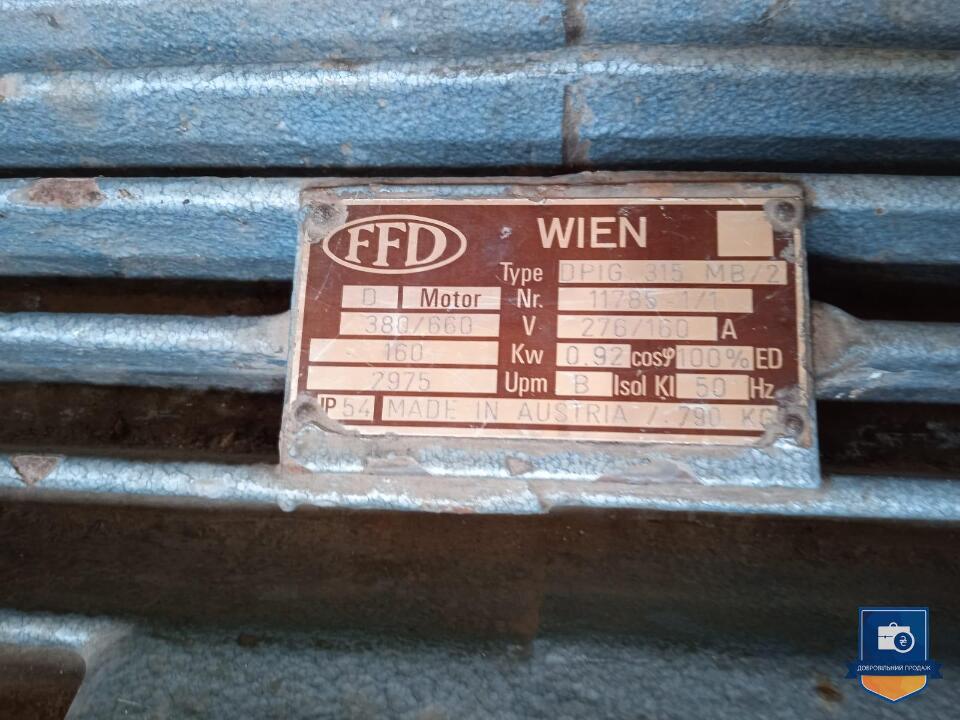 FFD WIEN
Type DPIG 315 MB/2
D Motor Nr. 11785-1/1
380/660 V 276/160 A
160 Kw 0.92 cosφ 100% ED
2975 Upm B Isol Kl 50 Hz
IP 54 MADE IN AUSTRIA / 790 KG
ДОБРОВІЛЬНИЙ ПРОДАЖ